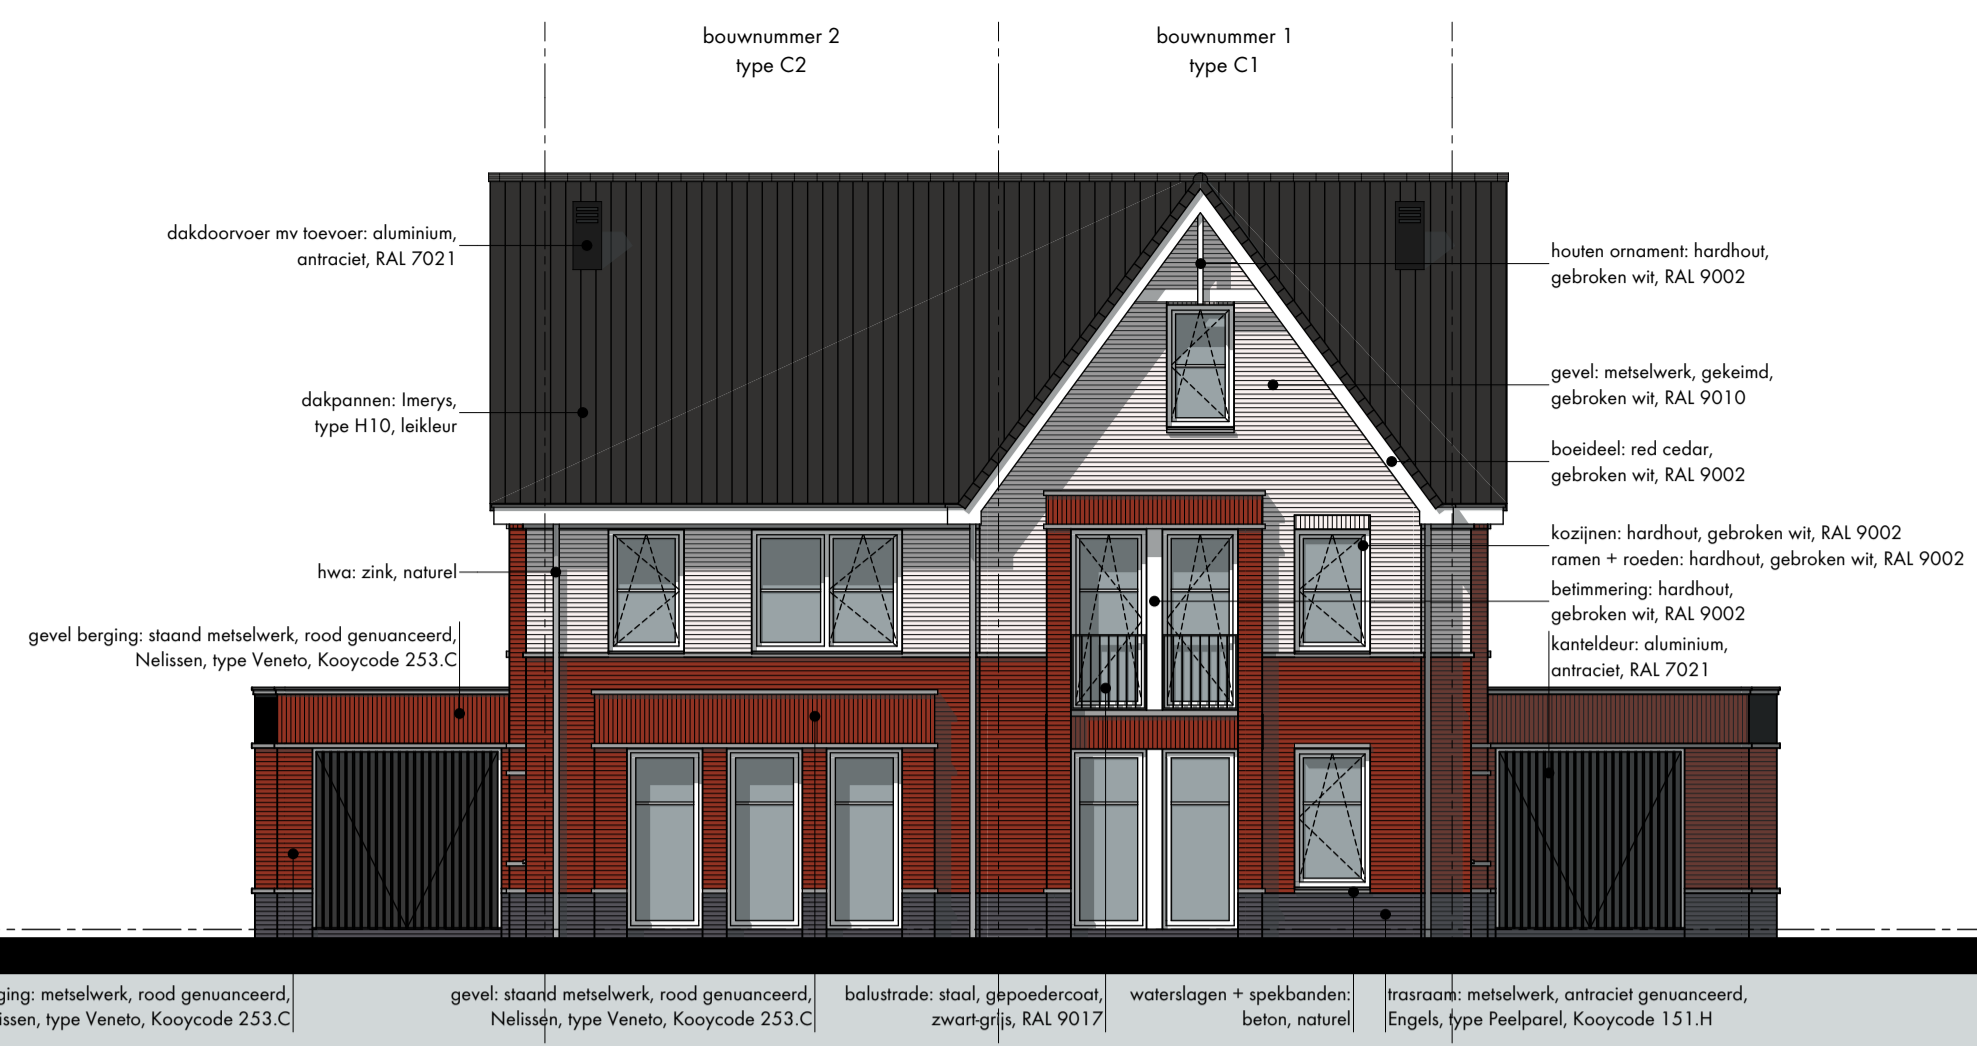 bouwnummer 2
type C2
bouwnummer 1
type C1
dakdoorvoer mv toevoer: aluminium,
antraciet, RAL 7021
dakpannen: Imerys,
type H10, leikleur
hwa: zink, naturel
gevel berging: staand metselwerk, rood genuanceerd,
Nelissen, type Veneto, Kooycode 253.C
houten ornament: hardhout,
gebroken wit, RAL 9002
gevel: metselwerk, gekeimd,
gebroken wit, RAL 9010
boeideel: red cedar,
gebroken wit, RAL 9002
kozijnen: hardhout, gebroken wit, RAL 9002
ramen + roeden: hardhout, gebroken wit, RAL 9002
betimmering: hardhout,
gebroken wit, RAL 9002
kanteldeur: aluminium,
antraciet, RAL 7021
ging: metselwerk, rood genuanceerd,
issen, type Veneto, Kooycode 253.C
gevel: staand metselwerk, rood genuanceerd,
Nelissen, type Veneto, Kooycode 253.C
balustrade: staal, gepoedercoat,
zwart-grijs, RAL 9017
waterslagen + spekbanden:
beton, naturel
trasraam: metselwerk, antraciet genuanceerd,
Engels, type Peelparel, Kooycode 151.H